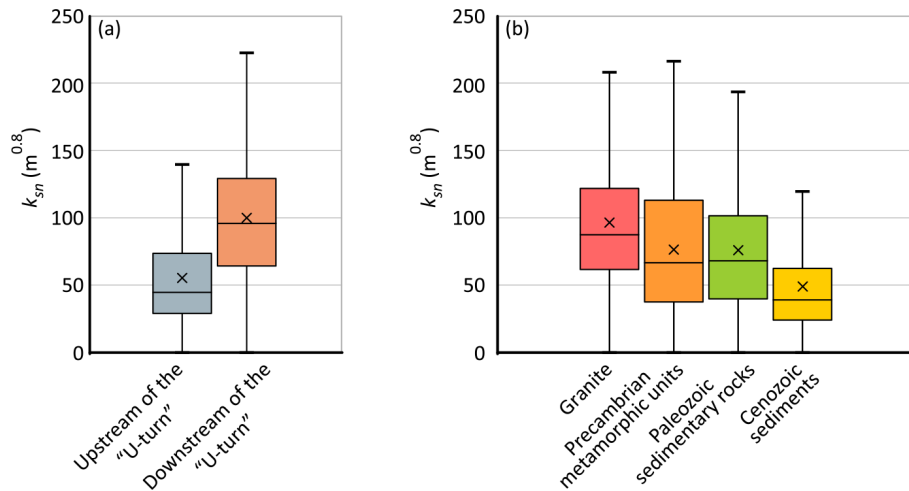 (a)
250
200
150
100
50
0
k_sn (m^0.8)
Upstream of the
“U-turn”
Downstream of the
“U-turn”
(b)
250
200
150
100
50
0
k_sn (m^0.8)
Granite
Precambrian
metamorphic units
Paleozoic
sedimentary rocks
Cenozoic
sediments